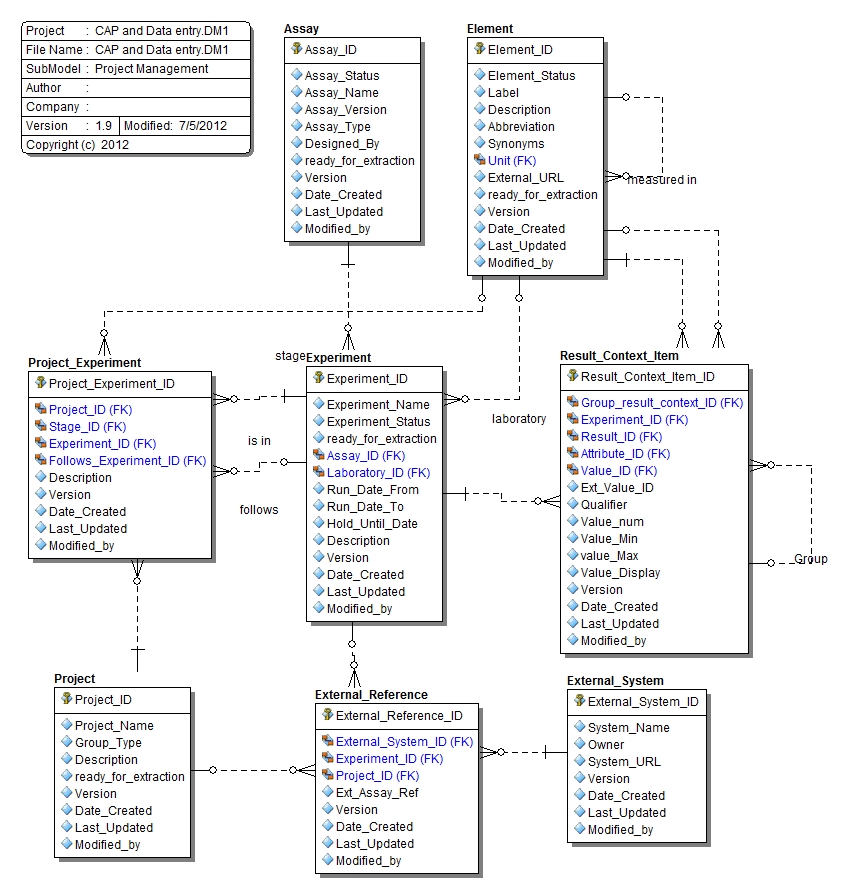 Project : CAP and Data entry.DM1
File Name : CAP and Data entry.DM1
SubModel : Project Management
Author :
Company :
Version : 1.9 Modified: 7/5/2012
Copyright (c) 2012
Assay
Assay_ID
Assay_Status
Assay_Name
Assay_Version
Assay_Type
Designed_By
ready_for_extraction
Version
Date_Created
Last_Updated
Modified_by
Element
Element_ID
Element_Status
Label
Description
Abbreviation
Synonyms
Unit (FK)
External_URL
ready_for_extraction
Version
Date_Created
Last_Updated
Modified_by
measured in
Project_Experiment
Project_Experiment_ID
Project_ID (FK)
Stage_ID (FK)
Experiment_ID (FK)
Follows_Experiment_ID (FK)
Description
Version
Date_Created
Last_Updated
Modified_by
stage
is in
follows
Experiment
Experiment_ID
Experiment_Name
Experiment_Status
ready_for_extraction
Assay_ID (FK)
Laboratory_ID (FK)
Run_Date_From
Run_Date_To
Hold_Until_Date
Description
Version
Date_Created
Last_Updated
Modified_by
laboratory
Result_Context_Item
Result_Context_Item_ID
Group_result_context_ID (FK)
Experiment_ID (FK)
Result_ID (FK)
Attribute_ID (FK)
Value_ID (FK)
Ext_Value_ID
Qualifier
Value_num
Value_Min
value_Max
Value_Display
Version
Date_Created
Last_Updated
Modified_by
Group
Project
Project_ID
Project_Name
Group_Type
Description
ready_for_extraction
Version
Date_Created
Last_Updated
Modified_by
External_Reference
External_Reference_ID
External_System_ID (FK)
Experiment_ID (FK)
Project_ID (FK)
Ext_Assay_Ref
Version
Date_Created
Last_Updated
Modified_by
External_System
External_System_ID
System_Name
Owner
System_URL
Version
Date_Created
Last_Updated
Modified_by